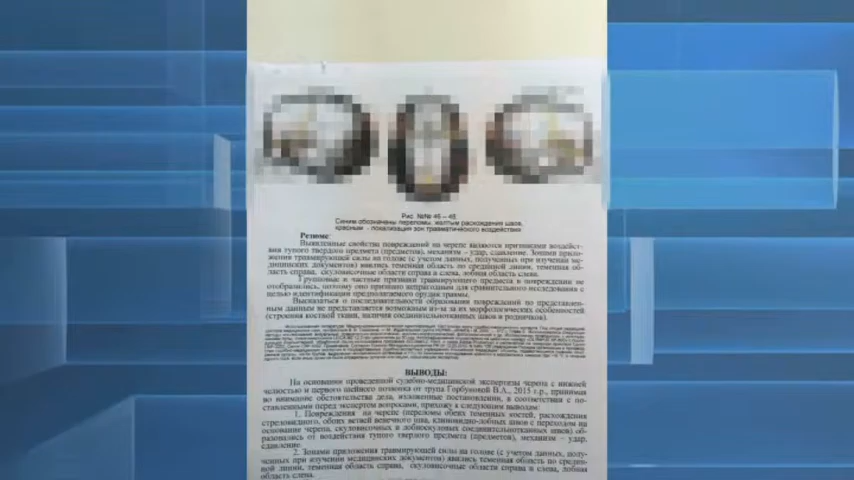 Рис. №№ 46 – 48.
Синим обозначены переломы, желтым расхождения швов,
красным – локализация зон травматического воздействия
Резюме:
Выявленные свойства повреждений на черепе являются признаками воздейст-
вия тупого твердого предмета (предметов), механизм – удар, сдавление. Зонами прило-
жения травмирующей силы на голове (с учетом данных, полученных при изучении ме-
дицинских документов) явились теменная область по срединной линии, теменная об-
ласть справа, скуловисочные области справа и слева, лобная область слева.
Групповые и частные признаки травмирующего предмета в повреждении не
отобразились, поэтому оно признано непригодным для сравнительного исследования с
целью идентификации предполагаемого орудия травмы.
Высказаться о последовательности образования повреждений по представлен-
ным данным не представляется возможным из-за их морфологических особенностей
(строения костной ткани, наличия соединительнотканных швов и родничков).
ВЫВОДЫ:
На основании проведенной судебно-медицинской экспертизы черепа с нижней
челюстью и первого шейного позвонка от трупа Горбуновой В.А., 2015 г.р., принимая
во внимание обстоятельства дела, изложенные постановлении, в соответствии с по-
ставленными перед экспертом вопросами, прихожу к следующим выводам:
1. Повреждения на черепе (переломы обеих теменных костей, расхождения
стреловидного, обеих ветвей венечного шва, клиновидно-лобных швов с переходом на
основание черепа, скуловисочных и лобноскуловых соединительнотканных швов) об-
разовались от воздействия тупого твердого предмета (предметов), механизм – удар,
сдавление.
2. Зонами приложения травмирующей силы на голове (с учетом данных, полу-
ченных при изучении медицинских документов) явились теменная область по средин-
ной линии, теменная область справа, скуловисочные области справа и слева, лобная
область слева.